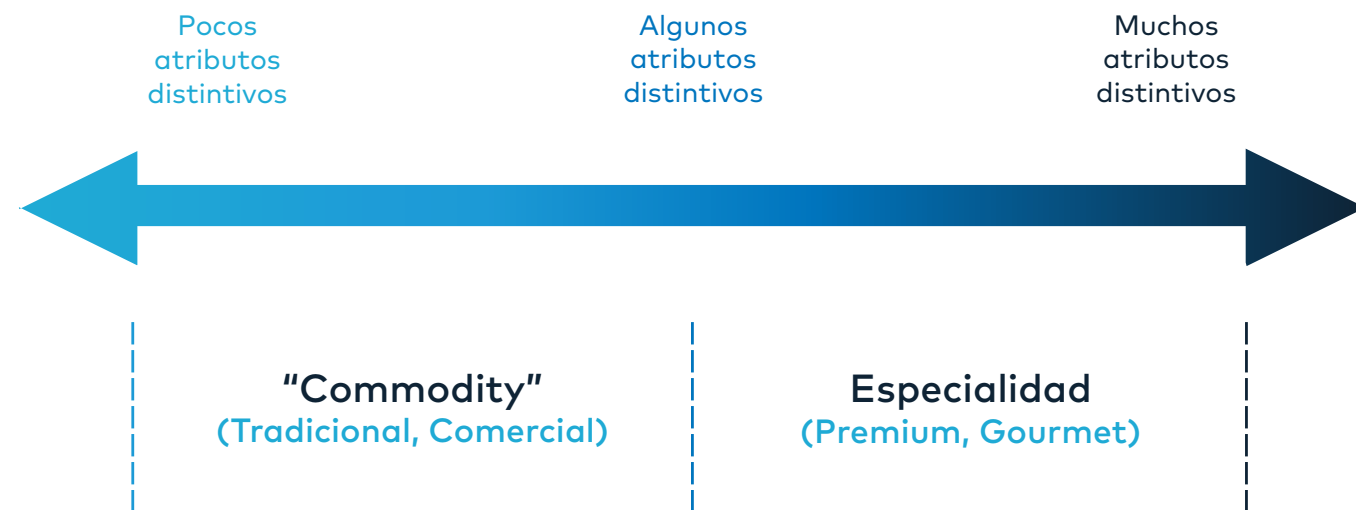 Pocos
atributos
distintivos
Algunos
atributos
distintivos
Muchos
atributos
distintivos
“Commodity”
(Tradicional, Comercial)
Especialidad
(Premium, Gourmet)